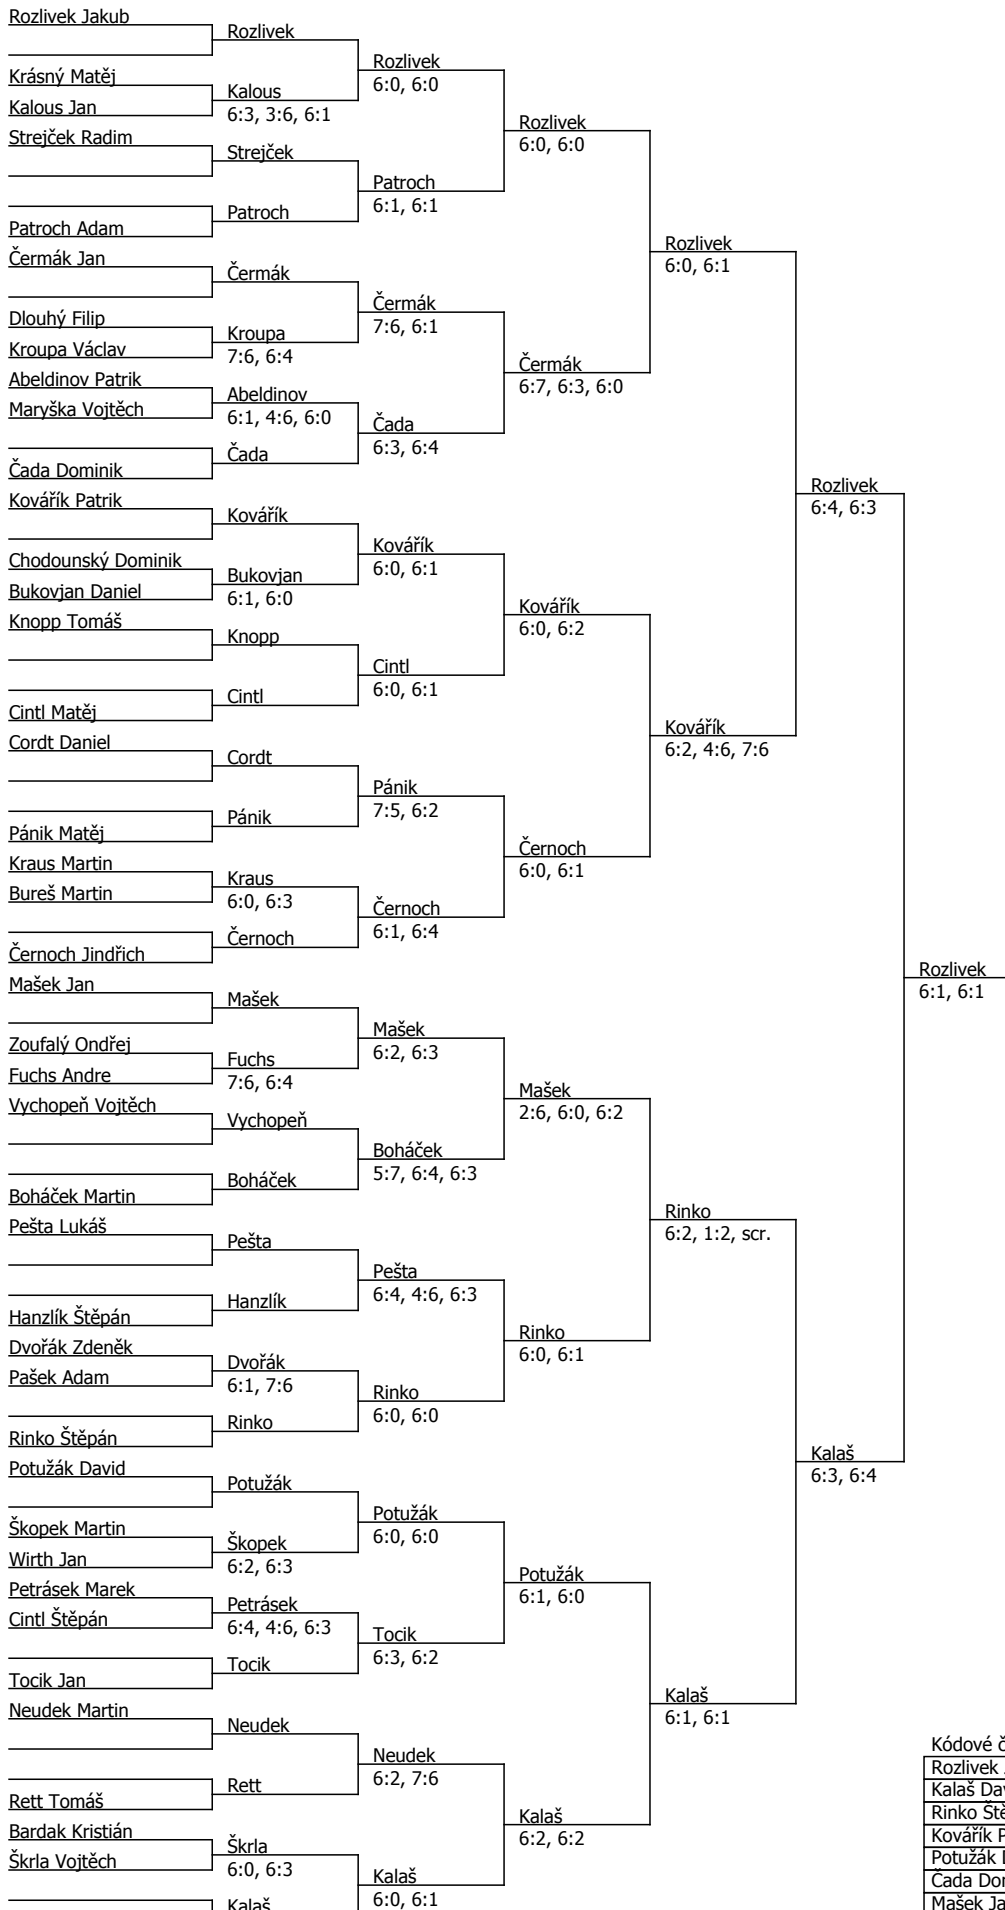 Rozlivek Jakub
Krásný Matěj
Kalous Jan
Strejček Radim
Patroch Adam
Čermák Jan
Dlouhý Filip
Kroupa Václav
Abeldinov Patrik
Maryška Vojtěch
Čada Dominik
Kovářík Patrik
Chodounský Dominik
Bukovjan Daniel
Knopp Tomáš
Cintl Matěj
Cordt Daniel
Pánik Matěj
Kraus Martin
Bureš Martin
Černoch Jindřich
Mašek Jan
Zoufalý Ondřej
Fuchs Andre
Vychopeň Vojtěch
Boháček Martin
Pešta Lukáš
Hanzlík Štěpán
Dvořák Zdeněk
Pašek Adam
Rinko Štěpán
Potužák David
Škopek Martin
Wirth Jan
Petrásek Marek
Cintl Štěpán
Tocik Jan
Neudek Martin
Rett Tomáš
Bardak Kristián
Škrla Vojtěch
Rozlivek
Kalous
6:3, 3:6, 6:1
Strejček
Patroch
Čermák
Kroupa
7:6, 6:4
Abeldinov
6:1, 4:6, 6:0
Čada
Kovářík
Bukovjan
6:1, 6:0
Knopp
Cintl
Cordt
Pánik
Kraus
6:0, 6:3
Černoch
Mašek
Fuchs
7:6, 6:4
Vychopeň
Boháček
Pešta
Hanzlík
Dvořák
6:1, 7:6
Rinko
Potužák
Škopek
6:2, 6:3
Petrásek
6:4, 4:6, 6:3
Tocik
Neudek
Rett
Škrla
6:0, 6:3
Kalaš
Rozlivek
6:0, 6:0
Patroch
6:1, 6:1
Čermák
7:6, 6:1
Čada
6:3, 6:4
Kovářík
6:0, 6:1
Cintl
6:0, 6:1
Pánik
7:5, 6:2
Černoch
6:1, 6:4
Mašek
6:2, 6:3
Boháček
5:7, 6:4, 6:3
Pešta
6:4, 4:6, 6:3
Rinko
6:0, 6:0
Potužák
6:0, 6:0
Tocik
6:3, 6:2
Neudek
6:2, 7:6
Kalaš
6:0, 6:1
Rozlivek
6:0, 6:0
Čermák
6:7, 6:3, 6:0
Kovářík
6:0, 6:2
Černoch
6:0, 6:1
Mašek
2:6, 6:0, 6:2
Rinko
6:0, 6:1
Potužák
6:1, 6:0
Kalaš
6:2, 6:2
Rozlivek
6:0, 6:1
Kovářík
6:2, 4:6, 7:6
Rinko
6:2, 1:2, scr.
Kalaš
6:1, 6:1
Rozlivek
6:4, 6:3
Kalaš
6:3, 6:4
Rozlivek
6:1, 6:1
Kódové
Rozlivek
Kalaš
Rinko
Kovářík
Potužák
Čada
Mašek